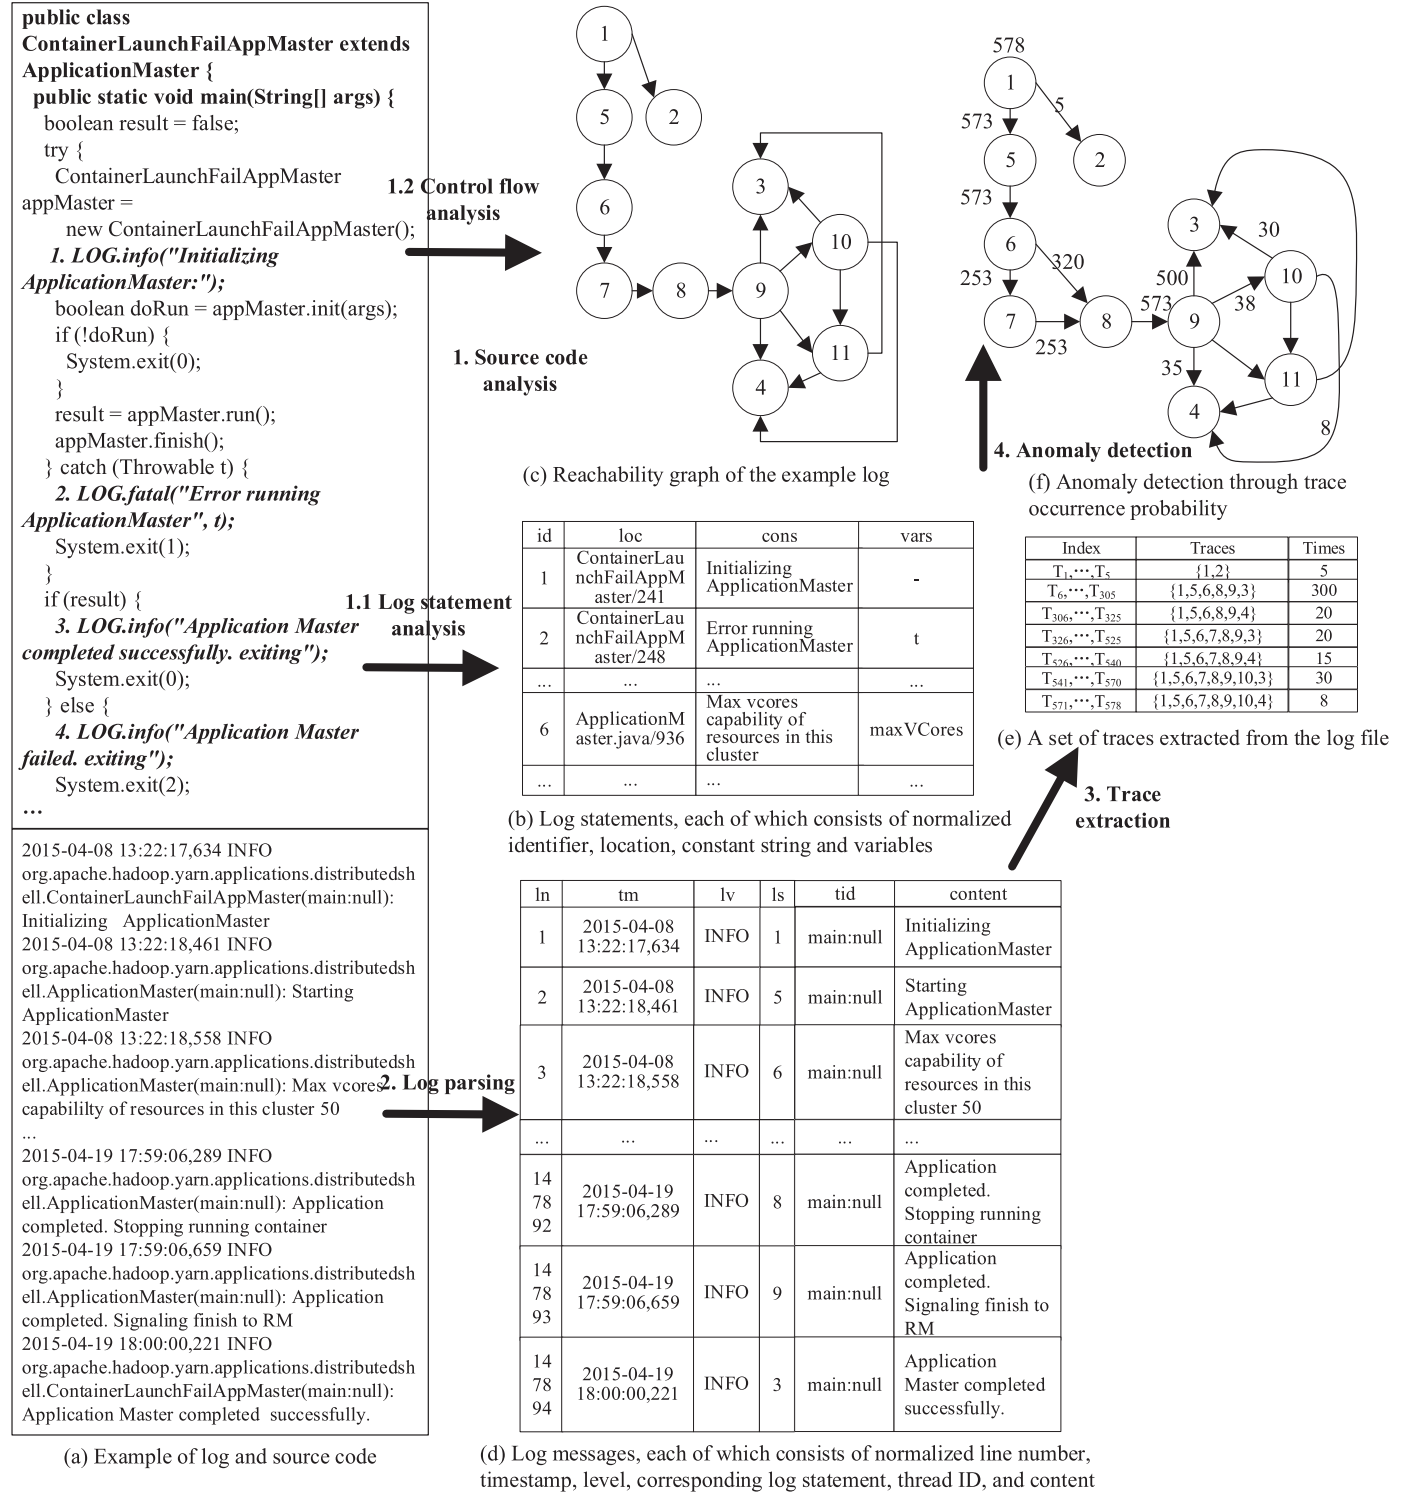 public class
ContainerLaunchFailAppMaster extends
ApplicationMaster {
public static void main(String[] args) {
boolean result = false;
try {
ContainerLaunchFailAppMaster
appMaster =
new ContainerLaunchFailAppMaster();
1. LOG.info("Initializing
ApplicationMaster:");
boolean doRun = appMaster.init(args);
if (!doRun) {
System.exit(0);
}
result = appMaster.run();
appMaster.finish();
} catch (Throwable t) {
2. LOG.fatal("Error running
ApplicationMaster", t);
System.exit(1);
}
if (result) {
3. LOG.info("Application Master
completed successfully. exiting");
System.exit(0);
} else {
4. LOG.info("Application Master
failed. exiting");
System.exit(2);
...
2015-04-08 13:22:17,634 INFO
org.apache.hadoop.yarn.applications.distributedsh
ell.ContainerLaunchFailAppMaster(main:null):
Initializing ApplicationMaster
2015-04-08 13:22:18,461 INFO
org.apache.hadoop.yarn.applications.distributedsh
ell.ApplicationMaster(main:null): Starting
ApplicationMaster
2015-04-08 13:22:18,558 INFO
org.apache.hadoop.yarn.applications.distributedsh
ell.ApplicationMaster(main:null): Max vcores
capabililty of resources in this cluster 50
...
2015-04-19 17:59:06,289 INFO
org.apache.hadoop.yarn.applications.distributedsh
ell.ApplicationMaster(main:null): Application
completed. Stopping running container
2015-04-19 17:59:06,659 INFO
org.apache.hadoop.yarn.applications.distributedsh
ell.ApplicationMaster(main:null): Application
completed. Signaling finish to RM
2015-04-19 18:00:00,221 INFO
org.apache.hadoop.yarn.applications.distributedsh
ell.ContainerLaunchFailAppMaster(main:null):
Application Master completed successfully.
(a) Example of log and source code
1.2 Control flow
analysis
1. Source code
analysis
1.1 Log statement
analysis
2. Log parsing
1
5
2
6
3
10
7
8
9
11
4
(c) Reachability graph of the example log
id loc cons vars
1 ContainerLau
nchFailAppM
aster/241 Initializing
ApplicationMaster -
2 ContainerLau
nchFailAppM
aster/248 Error running
ApplicationMaster t
... ... ... ...
6 ApplicationM
aster.java/936 Max vcores
capability of
resources in this
cluster maxVCores
... ... ... ...
(b) Log statements, each of which consists of normalized
identifier, location, constant string and variables
ln tm lv ls tid content
1 2015-04-08
13:22:17,634 INFO 1 main:null Initializing
ApplicationMaster
2 2015-04-08
13:22:18,461 INFO 5 main:null Starting
ApplicationMaster
3 2015-04-08
13:22:18,558 INFO 6 main:null Max vcores
capability of
resources in this
cluster 50
... ... ... ... ... ...
14
78
92 2015-04-19
17:59:06,289 INFO 8 main:null Application
completed.
Stopping running
container
14
78
93 2015-04-19
17:59:06,659 INFO 9 main:null Application
completed.
Signaling finish to
RM
14
78
94 2015-04-19
18:00:00,221 INFO 3 main:null Application
Master completed
successfully.
(d) Log messages, each of which consists of normalized line number,
timestamp, level, corresponding log statement, thread ID, and content
578
1
5
573
5
2
573
6
3
30
320
10
253
500
573
38
7
8
9
253
35
11
4
8
4. Anomaly detection
(f) Anomaly detection through trace
occurrence probability
Index Traces Times
T1,···,T5 {1,2} 5
T6,···,T305 {1,5,6,8,9,3} 300
T306,···,T325 {1,5,6,8,9,4} 20
T326,···,T525 {1,5,6,7,8,9,3} 20
T526,···,T540 {1,5,6,7,8,9,4} 15
T541,···,T570 {1,5,6,7,8,9,10,3} 30
T571,···,T578 {1,5,6,7,8,9,10,4} 8
(e) A set of traces extracted from the log file
3. Trace
extraction